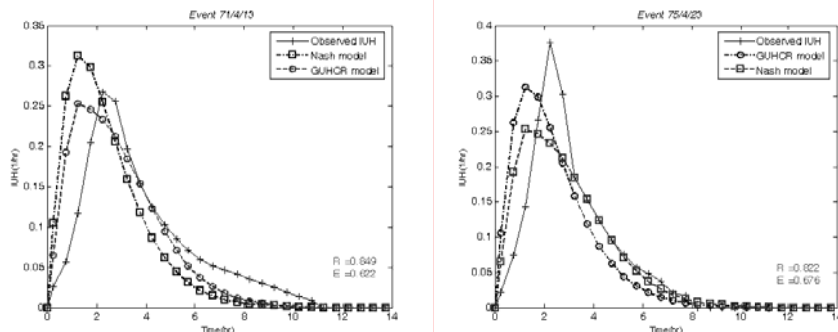 Event 71/4/13
0.35
0.3
0.25
0.2
0.15
0.1
0.05
0
IUH(1/hr)
Observed IUH
Nash model
GUHCR model
R =0.849
E =0.622
0 2 4 6 8 10 12 14
Time(hr)
Event 75/4/23
0.4
0.35
0.3
0.25
0.2
0.15
0.1
0.05
0
IUH(1/hr)
Observed IUH
GUHCR model
Nash model
R =0.822
E =0.676
0 2 4 6 8 10 12 14
Time(hr)